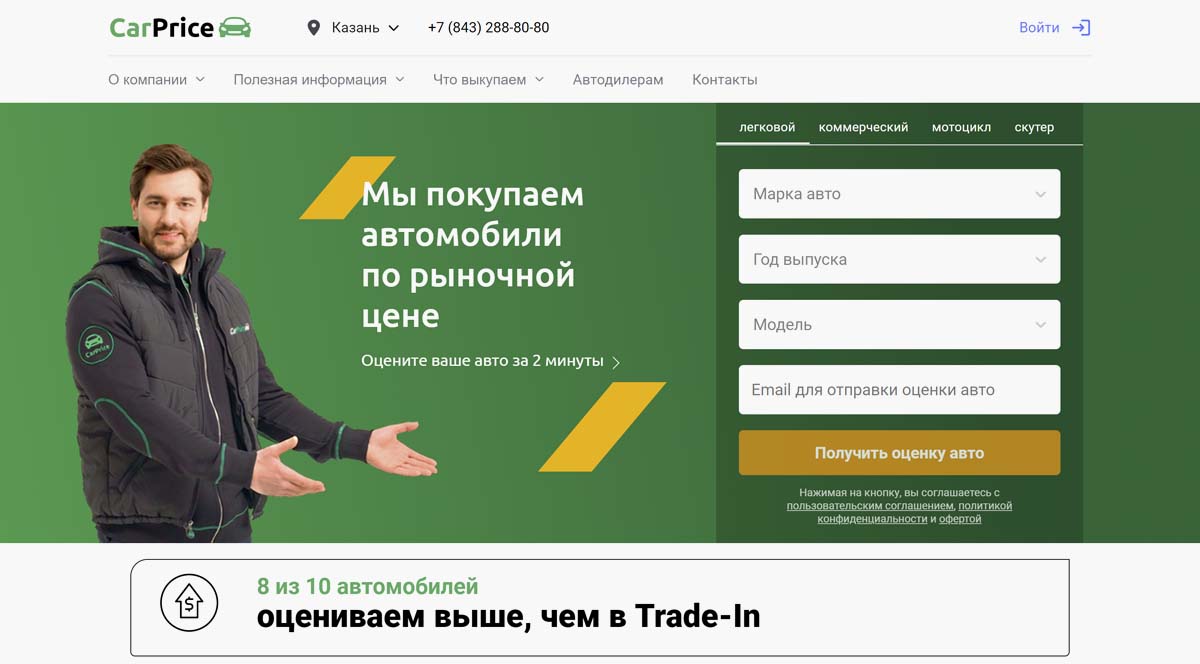 CarPrice
Казань
+7 (843) 288-80-80
Войти
О компании
Полезная информация
Что выкупаем
Автодилерам
Контакты
легковой
коммерческий
мотоцикл
скутер
Мы покупаем
автомобили
по рыночной
цене
Оцените ваше авто за 2 минуты
Марка авто
Год выпуска
Модель
Email для отправки оценки авто
Получить оценку авто
Нажимая на кнопку, вы соглашаетесь с
пользовательским соглашением, политикой
конфиденциальности и офертой
CarPrice
CarPrice
$
8 из 10 автомобилей
оцениваем выше, чем в Trade-In